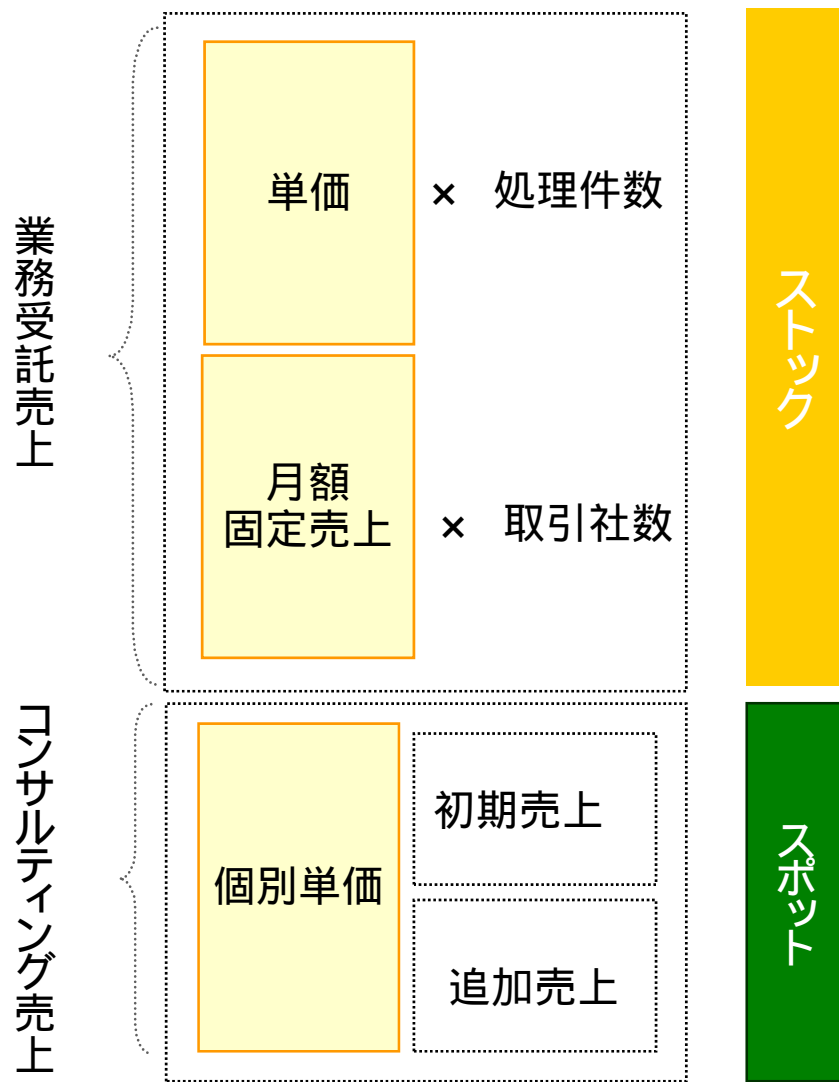 業務受託売上
単価
×
処理件数
月額
固定売上
×
取引社数
ストック
コンサルティング売上
個別単価
初期売上
追加売上
スポット